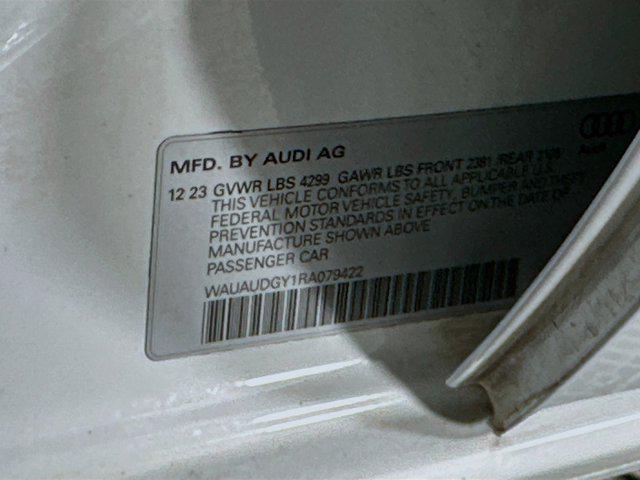 MFD. BY AUDI AG
12 23 GVWR LBS 4299 GAWR LBS FRONT 2381 /REAR
THIS VEHICLE CONFORMS TO ALL APPLICABLE U.S.
FEDERAL MOTOR VEHICLE SAFETY, BUMPER AND THEFT
PREVENTION STANDARDS IN EFFECT ON THE DATE OF
MANUFACTURE SHOWN ABOVE
PASSENGER CAR
WAUAUDGY1RA079422
Audi